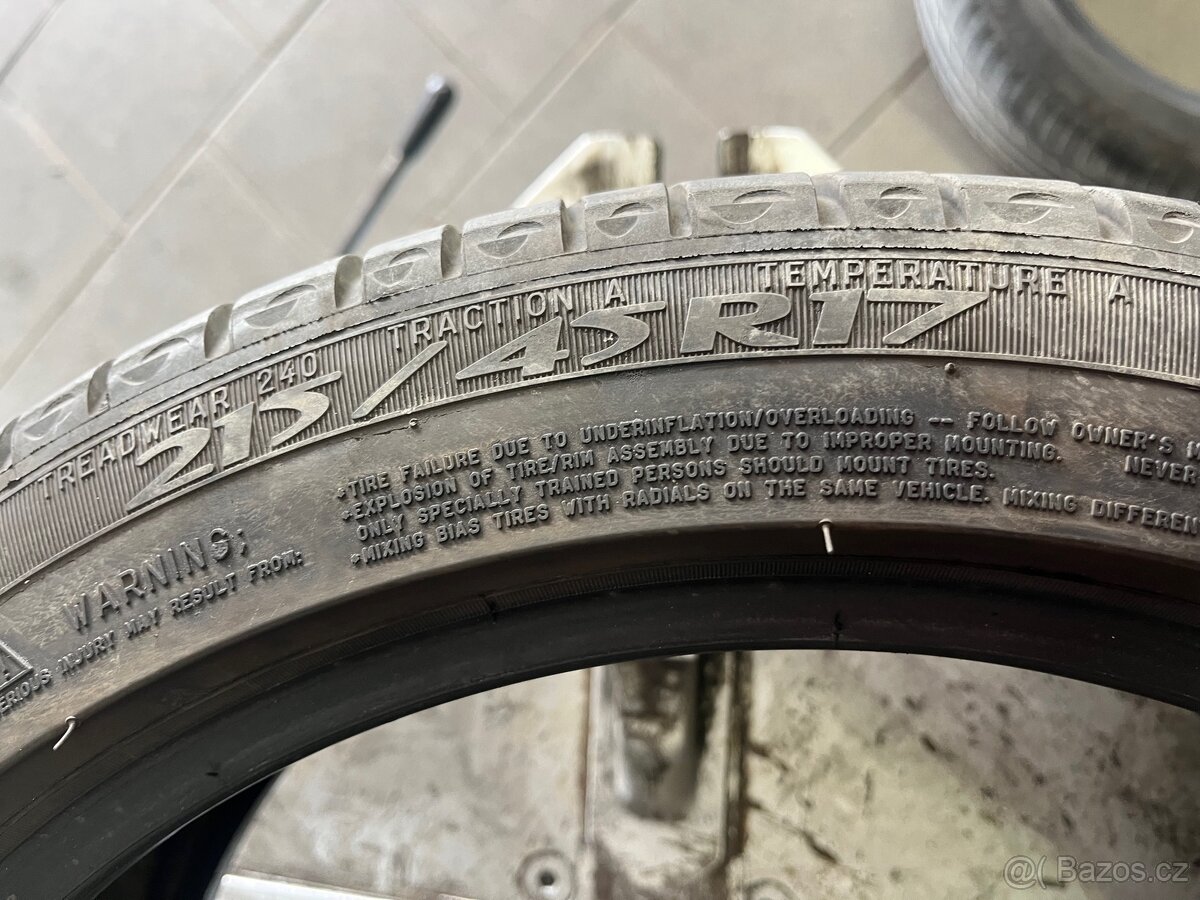 TREADWEAR 240 TRACTION A TEMPERATURE A
215/45R17
WARNING:
SERIOUS INJURY MAY RESULT FROM:
*TIRE FAILURE DUE TO UNDERINFLATION/OVERLOADING -- FOLLOW OWNER'S
*EXPLOSION OF TIRE/RIM ASSEMBLY DUE TO IMPROPER MOUNTING. NEVER
ONLY SPECIALLY TRAINED PERSONS SHOULD MOUNT TIRES.
*MIXING BIAS TIRES WITH RADIALS ON THE SAME VEHICLE. MIXING
Bazos.cz